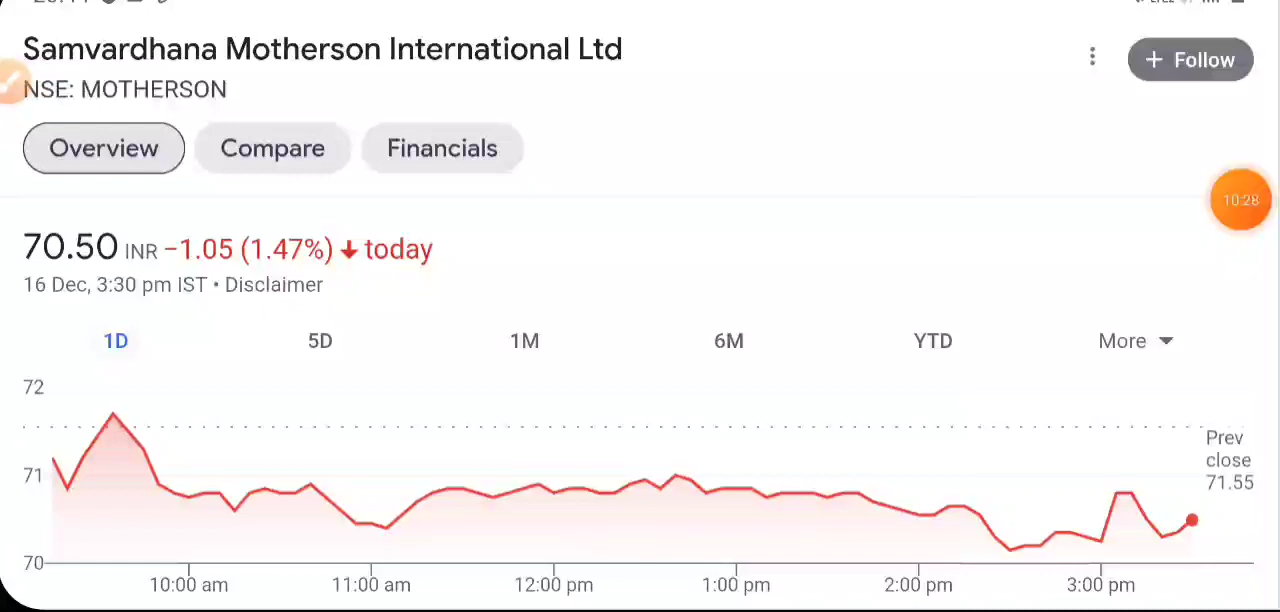 Samvardhana Motherson International Ltd
+ Follow
NSE: MOTHERSON
Overview Compare Financials
10:28
70.50 INR −1.05 (1.47%) ↓ today
16 Dec, 3:30 pm IST • Disclaimer
1D 5D 1M 6M YTD More
72
Prev
close
71.55
71
70
10:00 am 11:00 am 12:00 pm 1:00 pm 2:00 pm 3:00 pm